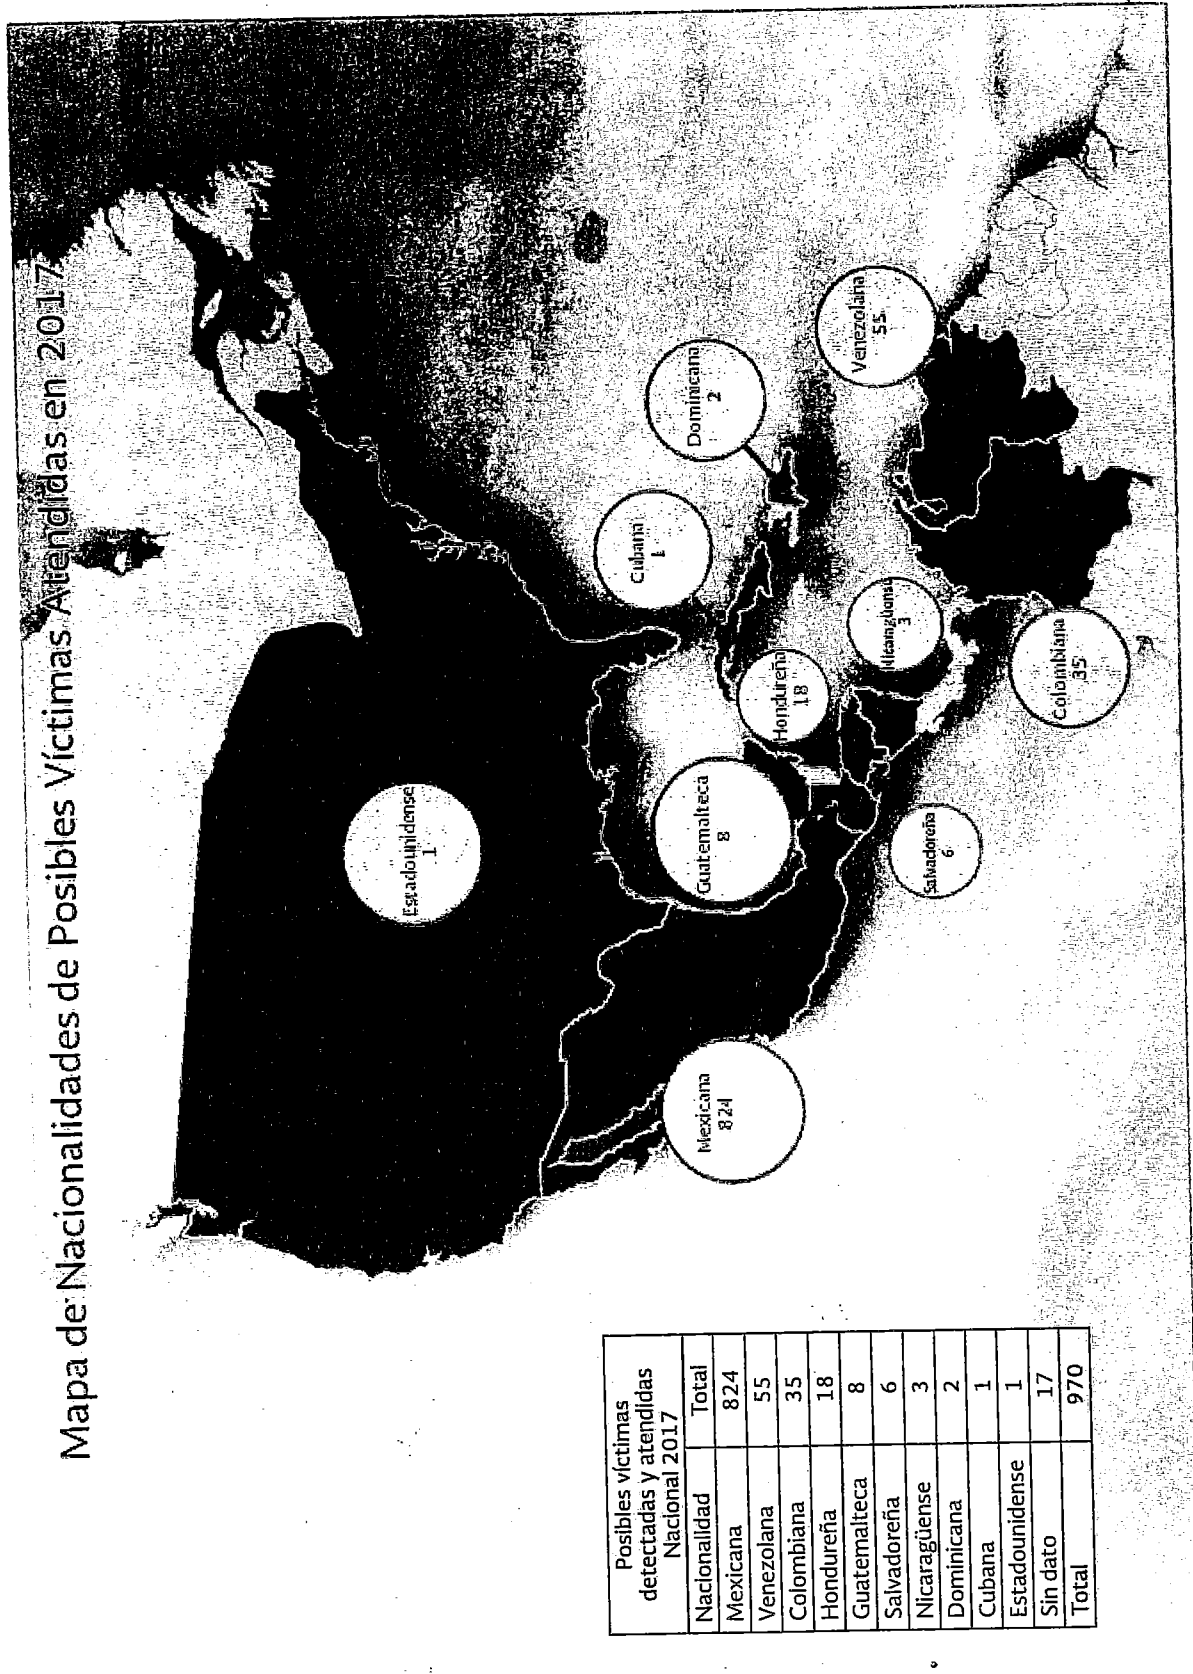 Mapa de Nacionalidades de Posibles Víctimas Atendidas en 2017
Estadounidense
1
Cubana
1
Dominicana
2
Venezolana
55
Mexicana
824
Guatemalteca
8
Hondureña
18
Nicaragüense
3
Salvadoreña
6
Colombiana
35
Posibles víctimas
detectadas y atendidas
Nacional 2017
Nacionalidad Total
Mexicana 824
Venezolana 55
Colombiana 35
Hondureña 18
Guatemalteca 8
Salvadoreña 6
Nicaragüense 3
Dominicana 2
Cubana 1
Estadounidense 1
Sin dato 17
Total 970